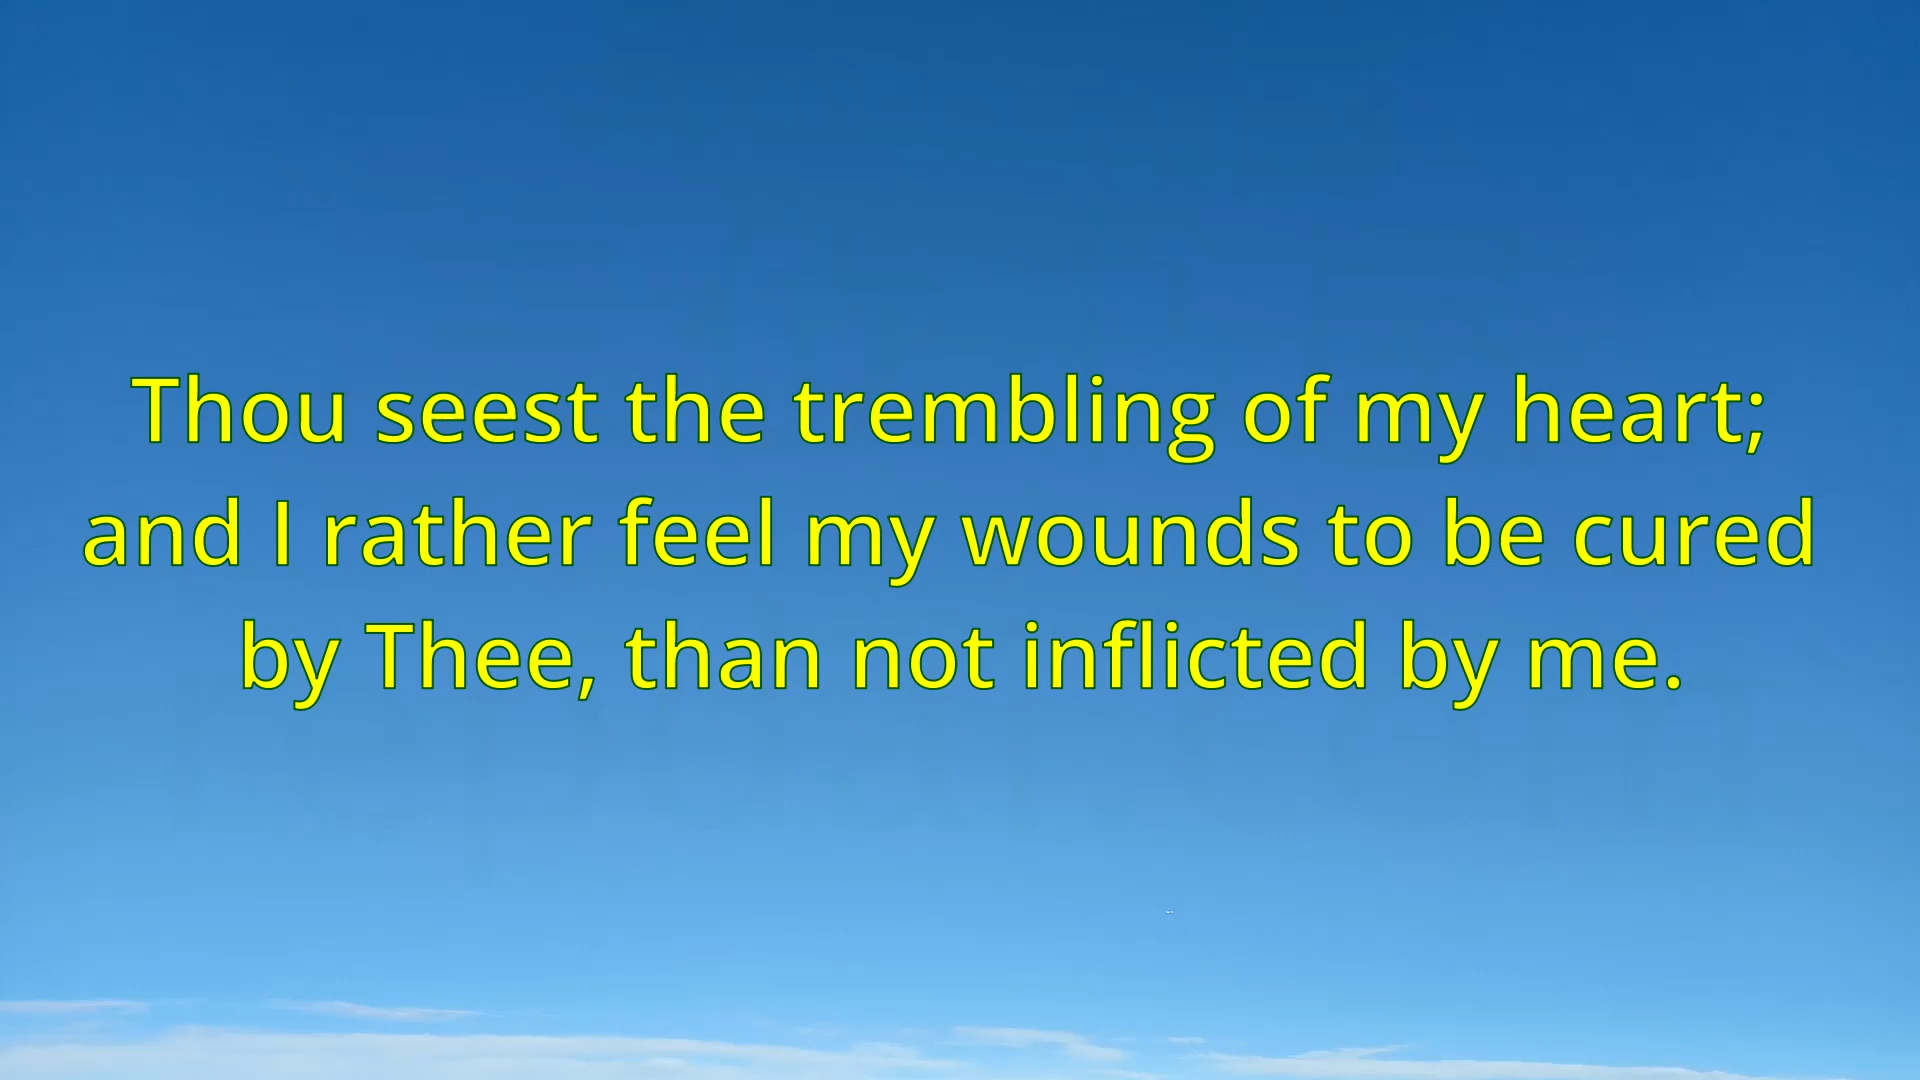 Thou seest the trembling of my heart;
and I rather feel my wounds to be cured
by Thee, than not inflicted by me.